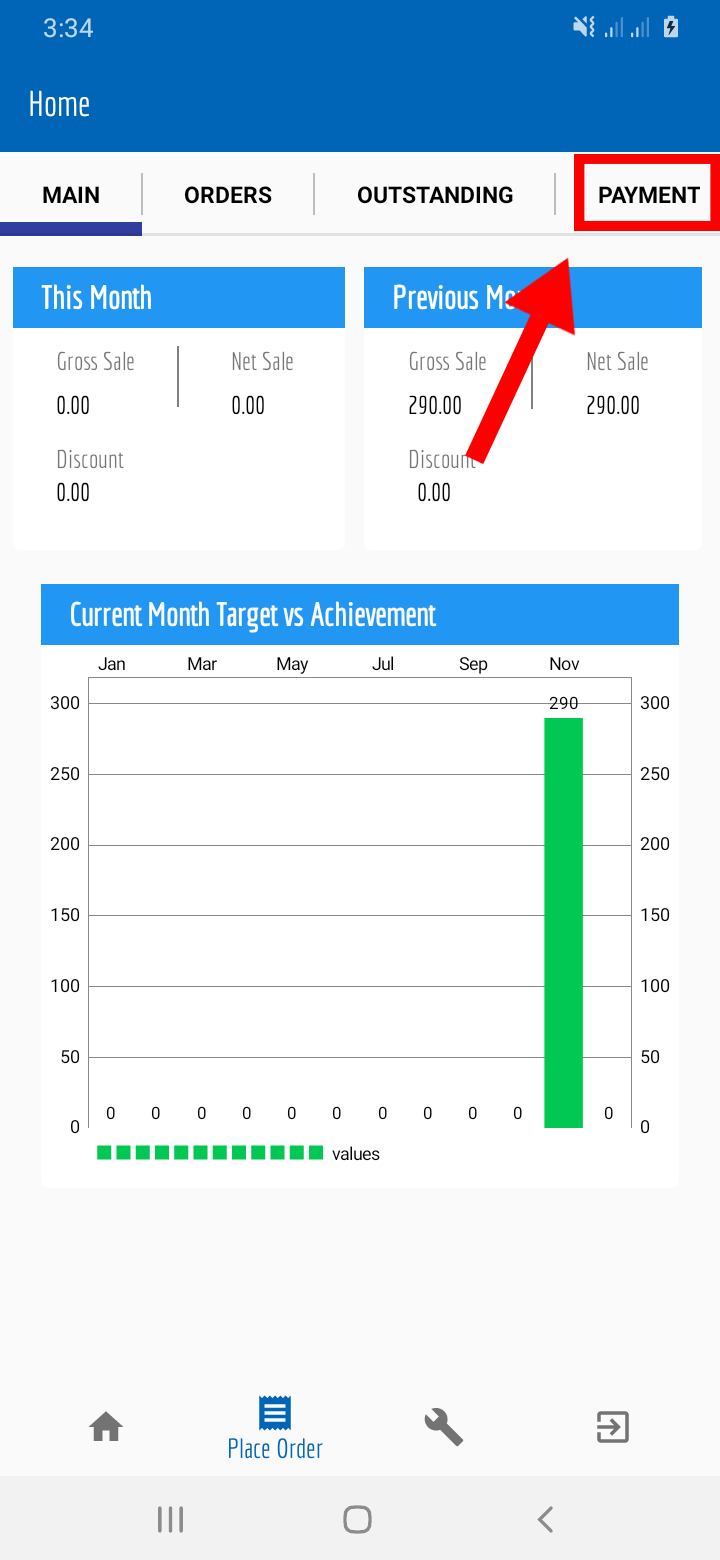 3:34
Home
MAIN ORDERS OUTSTANDING PAYMENT
This Month
Gross Sale Net Sale
0.00 0.00
Discount
0.00
Previous Mo
Gross Sale Net Sale
290.00 290.00
Discount
0.00
Current Month Target vs Achievement
Jan Mar May Jul Sep Nov
300 290 300
250 250
200 200
150 150
100 100
50 50
0 0 0 0 0 0 0 0 0 0 0 0 0
values
Place Order